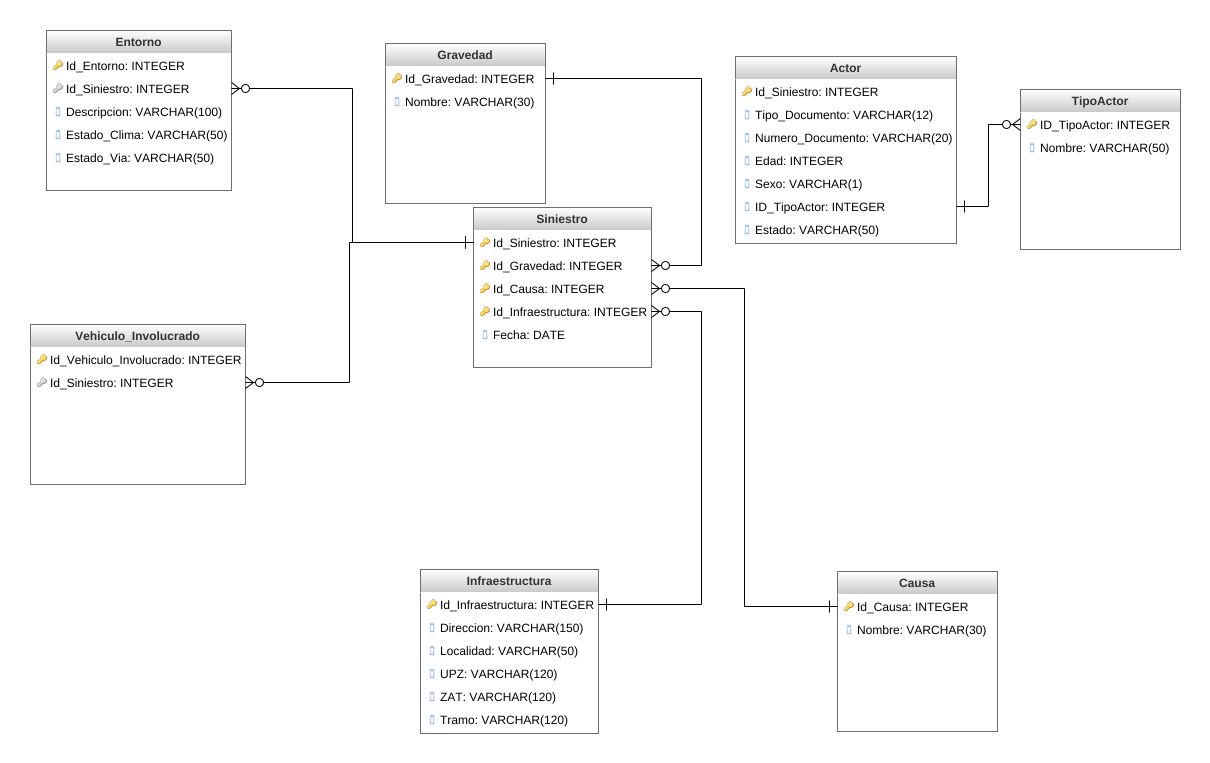 Entorno
Id_Entorno: INTEGER
Id_Siniestro: INTEGER
Descripcion: VARCHAR(100)
Estado_Clima: VARCHAR(50)
Estado_Via: VARCHAR(50)
Gravedad
Id_Gravedad: INTEGER
Nombre: VARCHAR(30)
Actor
Id_Siniestro: INTEGER
Tipo_Documento: VARCHAR(12)
Numero_Documento: VARCHAR(20)
Edad: INTEGER
Sexo: VARCHAR(1)
ID_TipoActor: INTEGER
Estado: VARCHAR(50)
TipoActor
ID_TipoActor: INTEGER
Nombre: VARCHAR(50)
Siniestro
Id_Siniestro: INTEGER
Id_Gravedad: INTEGER
Id_Causa: INTEGER
Id_Infraestructura: INTEGER
Fecha: DATE
Vehiculo_Involucrado
Id_Vehiculo_Involucrado: INTEGER
Id_Siniestro: INTEGER
Infraestructura
Id_Infraestructura: INTEGER
Direccion: VARCHAR(150)
Localidad: VARCHAR(50)
UPZ: VARCHAR(120)
ZAT: VARCHAR(120)
Tramo: VARCHAR(120)
Causa
Id_Causa: INTEGER
Nombre: VARCHAR(30)